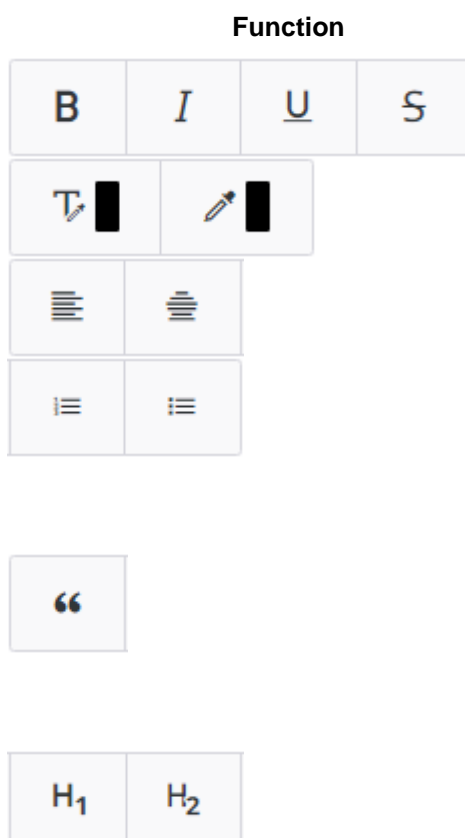 Function
B I U S
T
“
H1 H2